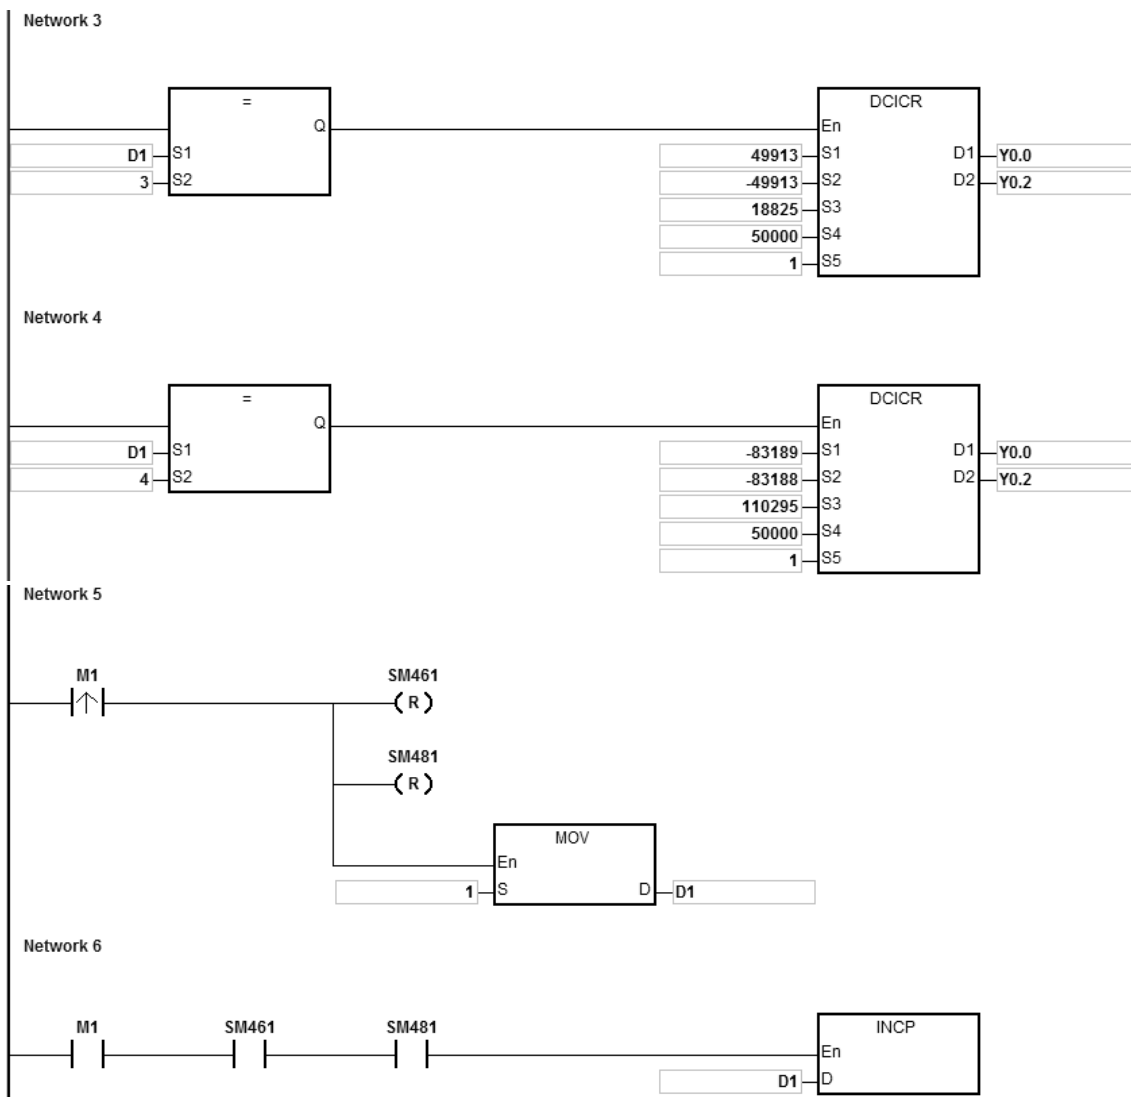 Network 3
= DCICR
Q En
D1 S1 49913 S1 D1 Y0.0
3 S2 -49913 S2 D2 Y0.2
18825 S3
50000 S4
1 S5
Network 4
= DCICR
Q En
D1 S1 -83189 S1 D1 Y0.0
4 S2 -83188 S2 D2 Y0.2
110295 S3
50000 S4
1 S5
Network 5
M1 SM461
( R )
SM481
( R )
MOV
En
1 S D D1
Network 6
M1 SM461 SM481 INCP
En
D1 D